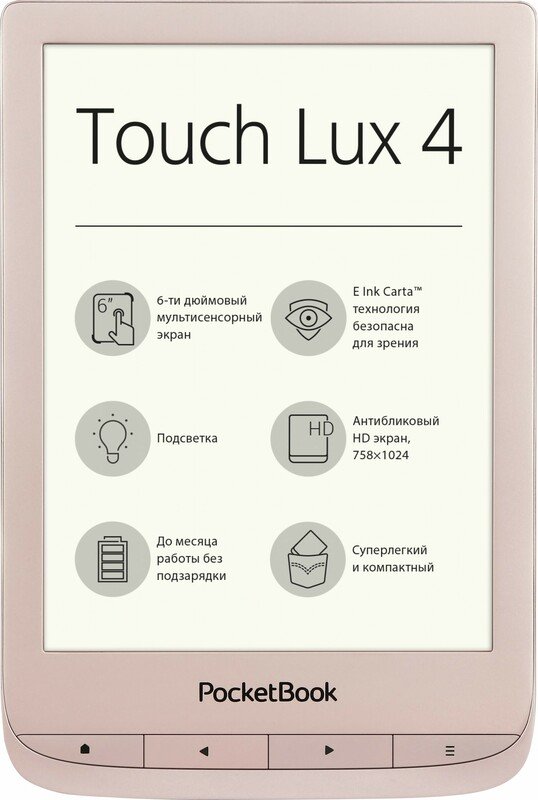 Touch Lux 4
6”
6-ти дюймовый
мультисенсорный
экран
E Ink Carta™
технология
безопасна
для зрения
Подсветка
HD
Антибликовый
HD экран,
758×1024
До месяца
работы без
подзарядки
Суперлегкий
и компактный
PocketBook